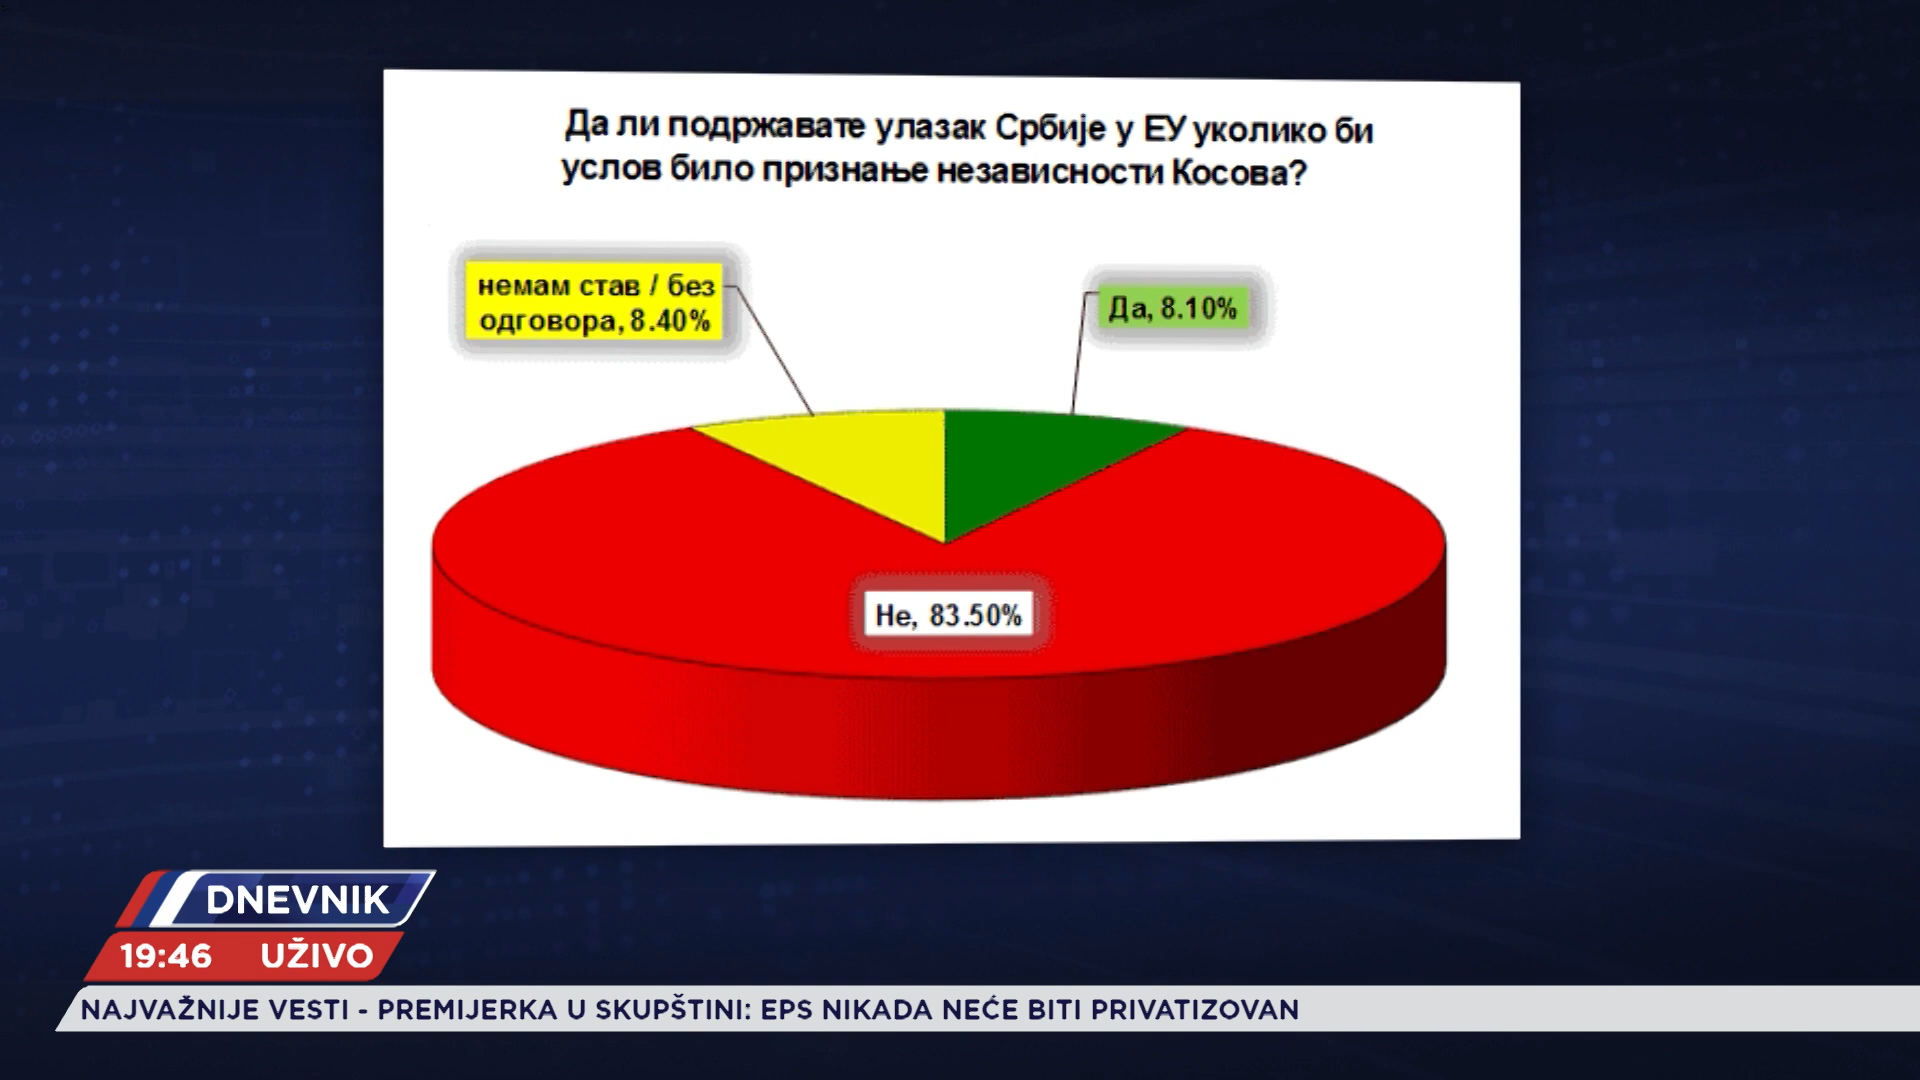 Да ли подржавате улазак Србије у ЕУ уколико би
услов било признање независности Косова?
немам став / без
одговора, 8.40%
Да, 8.10%
Не, 83.50%
DNEVNIK
19:46 UŽIVO
NAJVAŽNIJE VESTI - PREMIJERKA U SKUPŠTINI: EPS NIKADA NEĆE BITI PRIVATIZOVAN